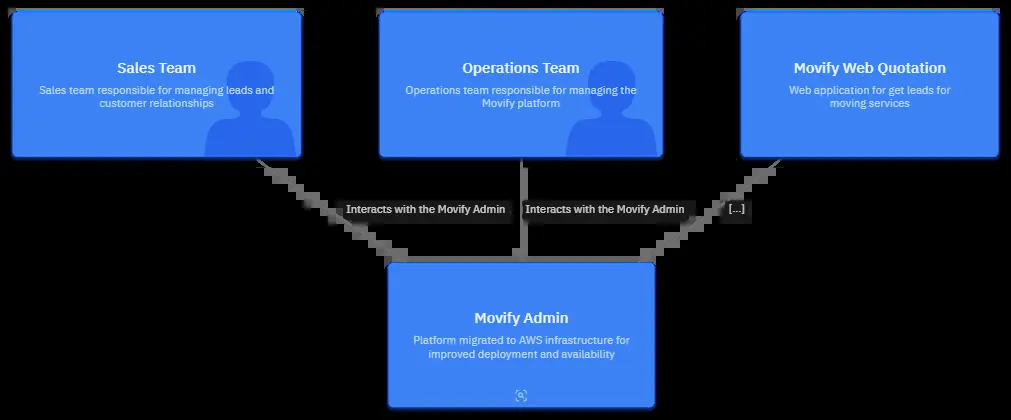 Sales Team
Sales team responsible for managing leads and
customer relationships
Operations Team
Operations team responsible for managing the
Movify platform
Movify Web Quotation
Web application for get leads for
moving services
Interacts with the Movify Admin
Interacts with the Movify Admin
[...]
Movify Admin
Platform migrated to AWS infrastructure for
improved deployment and availability